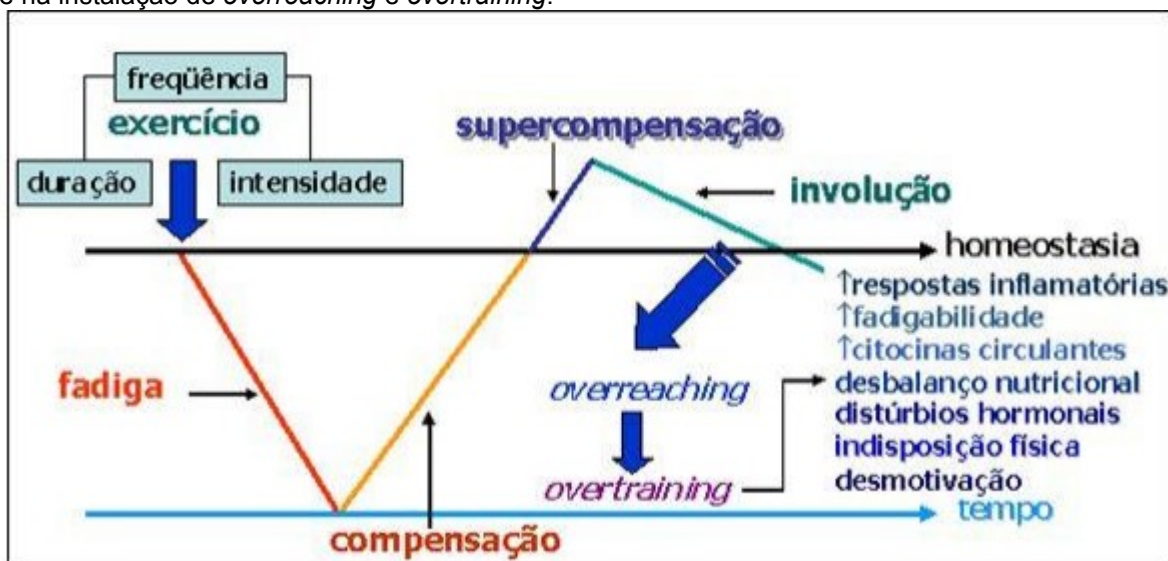 na instalação de overreaching e overtraining.
freqüência
exercício
duração
intensidade
supercompensação
involução
homeostasia
↑respostas inflamatórias
↑fadigabilidade
↑citocinas circulantes
fadiga
overreaching
desbalanço nutricional
distúrbios hormonais
indisposição física
overtraining
desmotivação
tempo
compensação